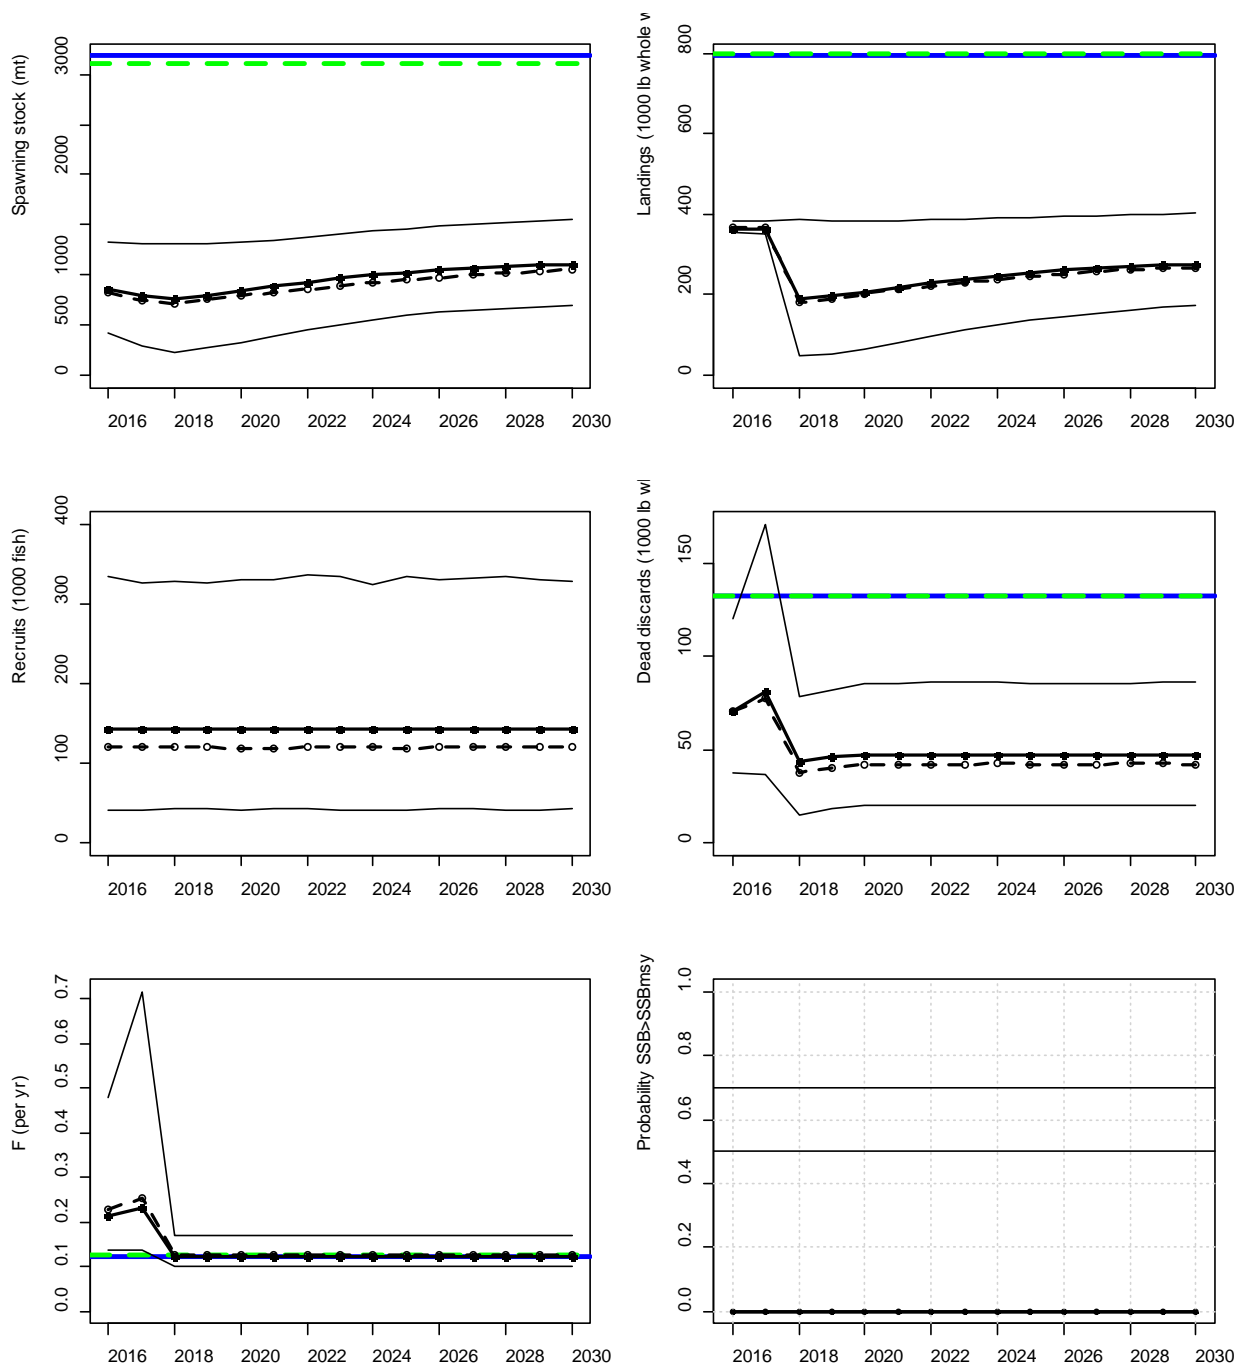 Spawning stock (mt)
0 500 1000 2000 3000
2016 2018 2020 2022 2024 2026 2028 2030
Landings (1000 lb whole
0 200 400 600 800
2016 2018 2020 2022 2024 2026 2028 2030
Recruits (1000 fish)
0 100 200 300 400
2016 2018 2020 2022 2024 2026 2028 2030
Dead discards (1000 lb
0 50 100 150
2016 2018 2020 2022 2024 2026 2028 2030
F (per yr)
0.0 0.1 0.2 0.3 0.4 0.5 0.6 0.7
2016 2018 2020 2022 2024 2026 2028 2030
Probability SSB>SSBmsy
0.0 0.2 0.4 0.6 0.8 1.0
2016 2018 2020 2022 2024 2026 2028 2030